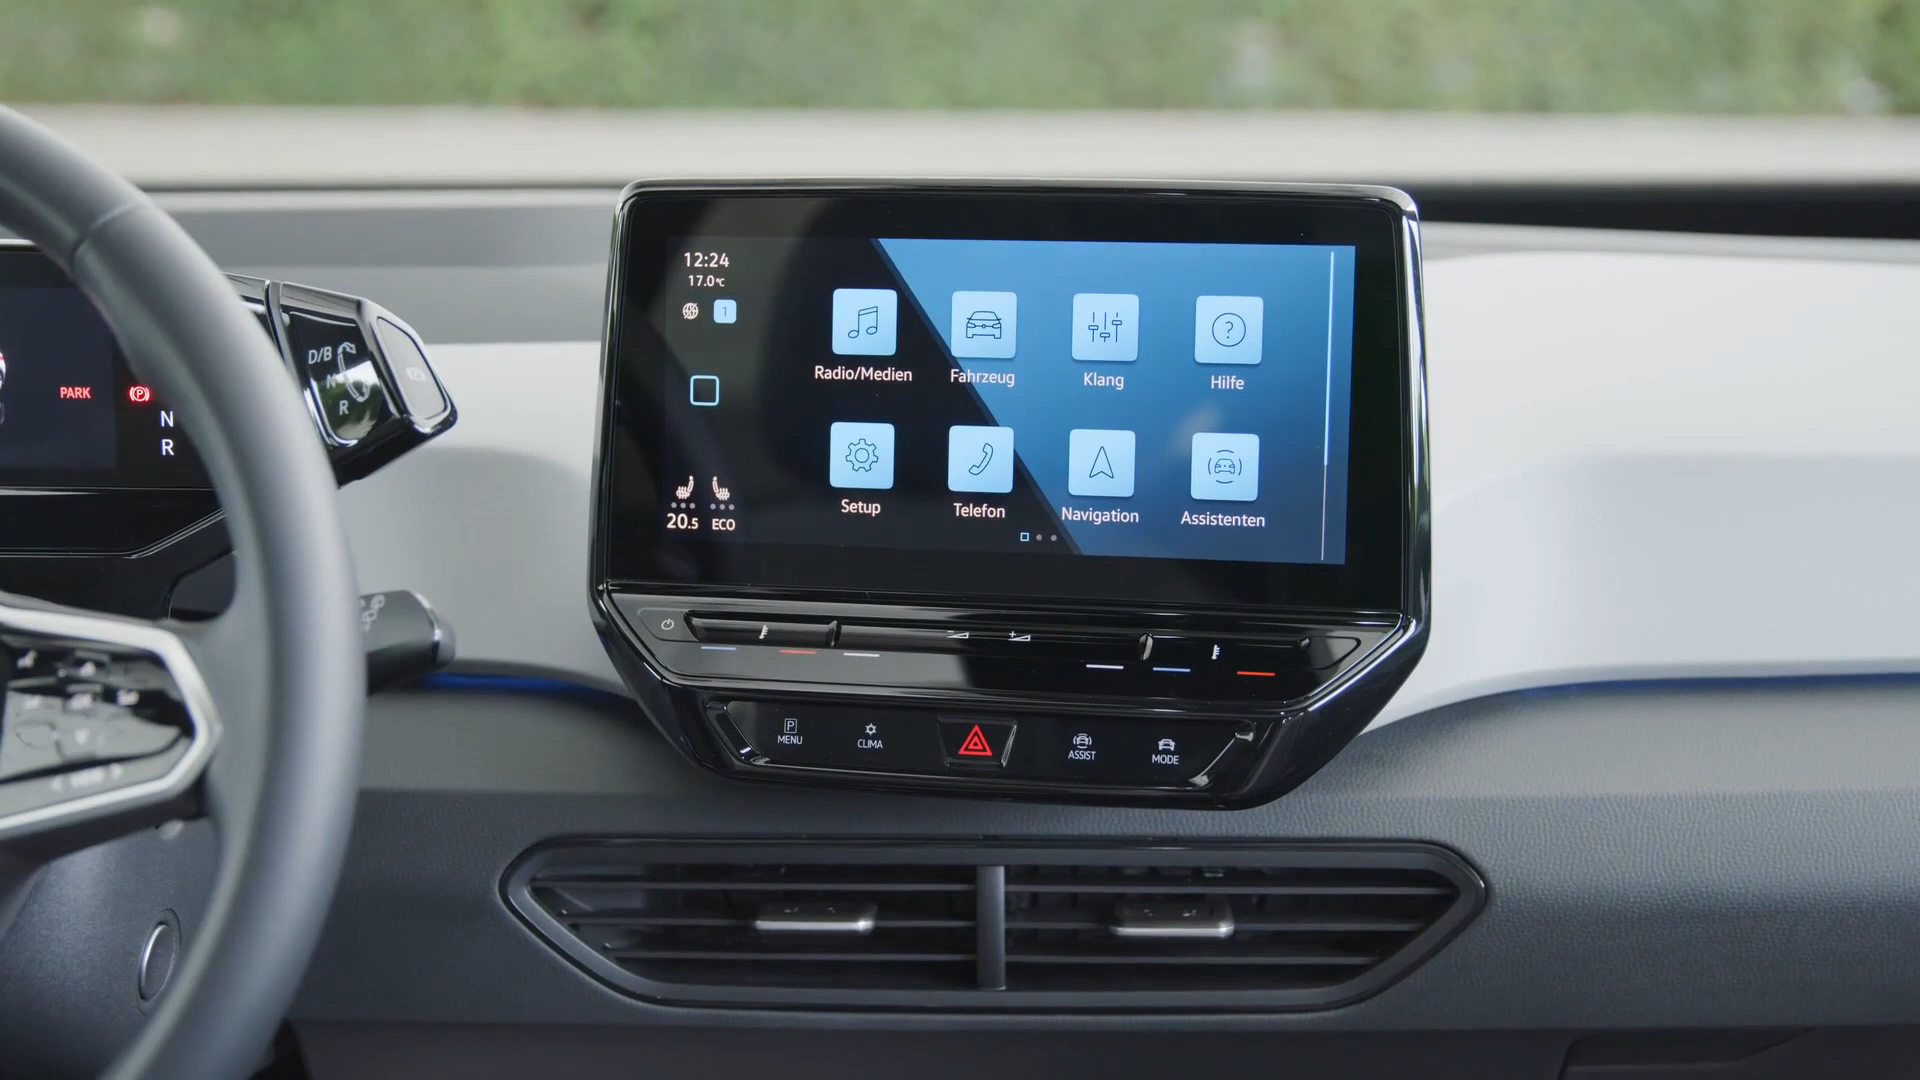 12:24
17.0°C
1
Radio/Medien
Fahrzeug
Klang
Hilfe
Setup
Telefon
Navigation
Assistenten
20.5
ECO
PARK
P
N
R
D/B
N
R
P
MENU
CLIMA
ASSIST
MODE